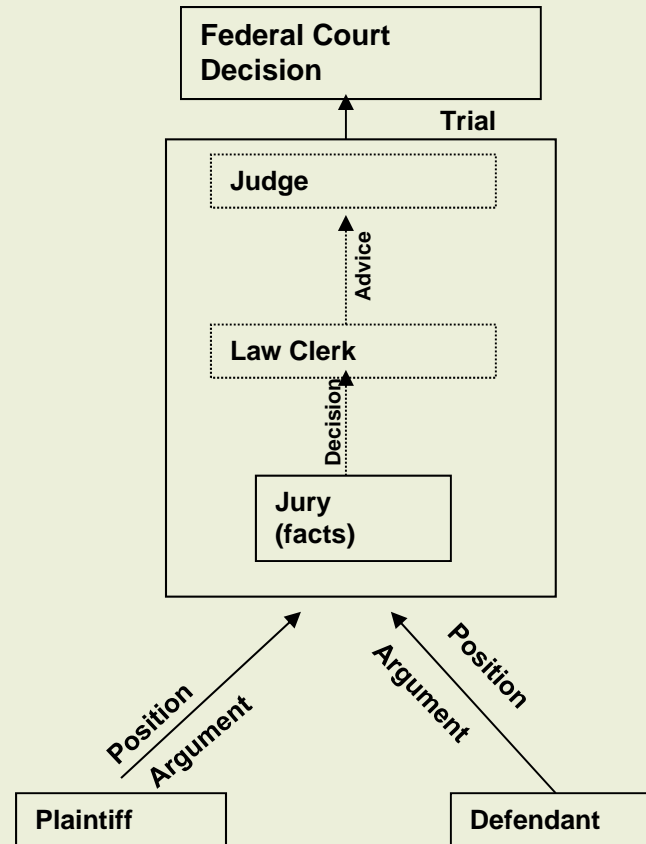 Federal Court
Decision
Trial
Judge
Advice
Law Clerk
Decision
Jury
(facts)
Position
Argument
Position
Argument
Plaintiff
Defendant